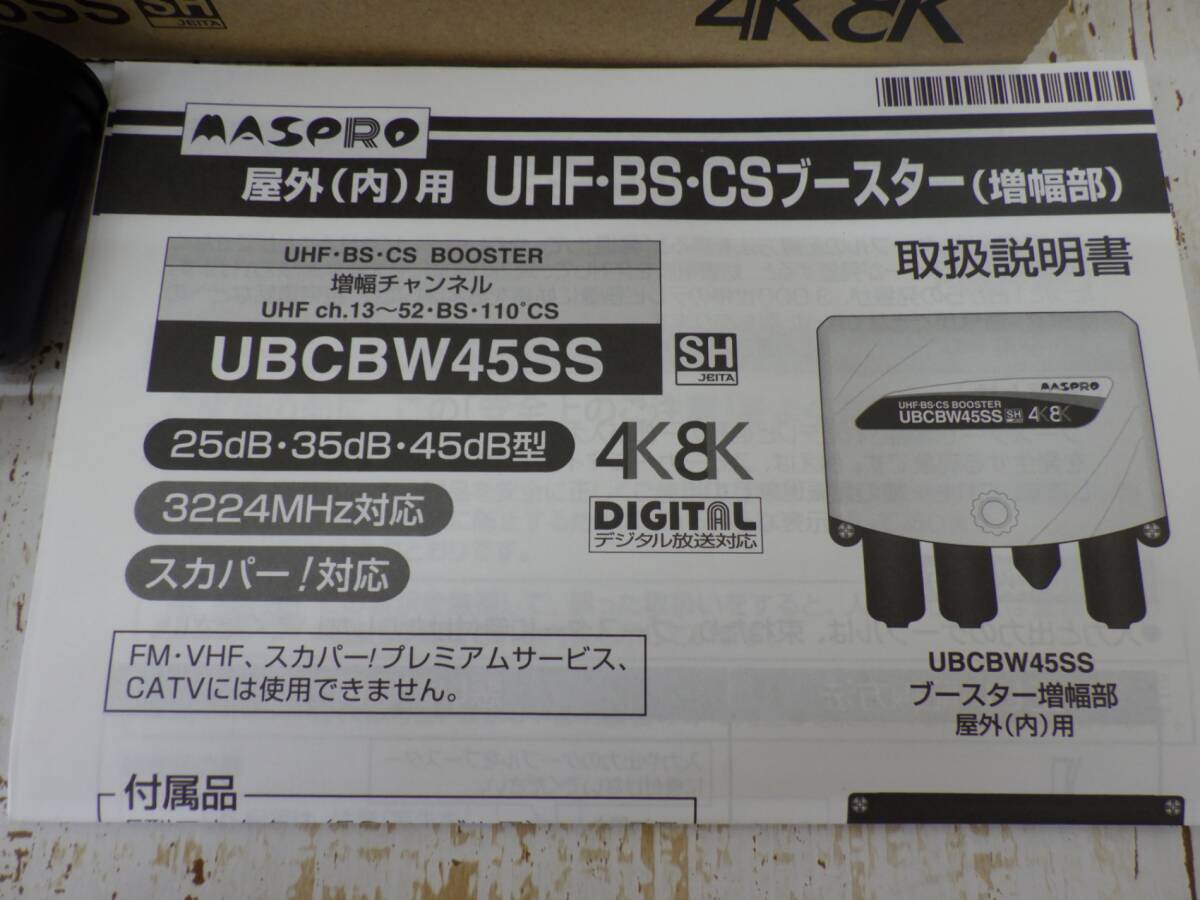 SS
SH
JEITA
4K8K
MASPRO
屋外(内)用 UHF・BS・CSブースター(増幅部)
取扱説明書
UHF・BS・CS BOOSTER
増幅チャンネル
UHF ch.13〜52・BS・110°CS
UBCBW45SS
SH
JEITA
25dB・35dB・45dB型
4K8K
3224MHz対応
DIGITAL
デジタル放送対応
スカパー!対応
MASPRO
UHF・BS・CS BOOSTER
UBCBW45SS SH 4K8K
FM・VHF、スカパー!プレミアムサービス、
CATVには使用できません。
UBCBW45SS
ブースター増幅部
屋外(内)用
付属品